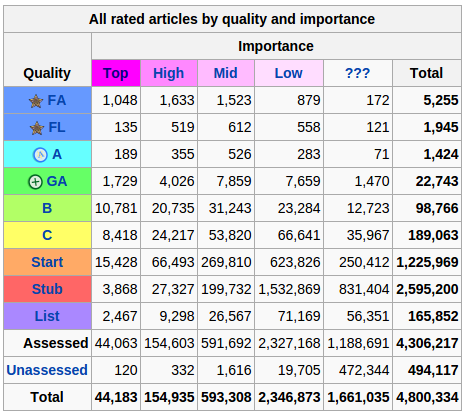 All rated articles by quality and importance
Importance
Quality Top High Mid Low ??? Total
FA 1,048 1,633 1,523 879 172 5,255
FL 135 519 612 558 121 1,945
A 189 355 526 283 71 1,424
GA 1,729 4,026 7,859 7,659 1,470 22,743
B 10,781 20,735 31,243 23,284 12,723 98,766
C 8,418 24,217 53,820 66,641 35,967 189,063
Start 15,428 66,493 269,810 623,826 250,412 1,225,969
Stub 3,868 27,327 199,732 1,532,869 831,404 2,595,200
List 2,467 9,298 26,567 71,169 56,351 165,852
Assessed 44,063 154,603 591,692 2,327,168 1,188,691 4,306,217
Unassessed 120 332 1,616 19,705 472,344 494,117
Total 44,183 154,935 593,308 2,346,873 1,661,035 4,800,334